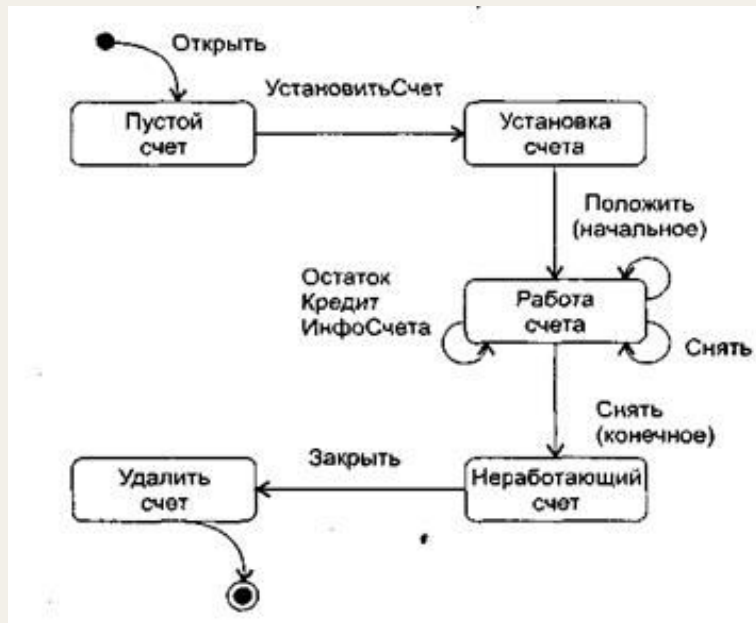 Открыть
УстановитьСчет
Пустой
счет
Установка
счета
Положить
(начальное)
Остаток
Кредит
ИнфоСчета
Работа
счета
Снять
Снять
(конечное)
Закрыть
Удалить
счет
Неработающий
счет